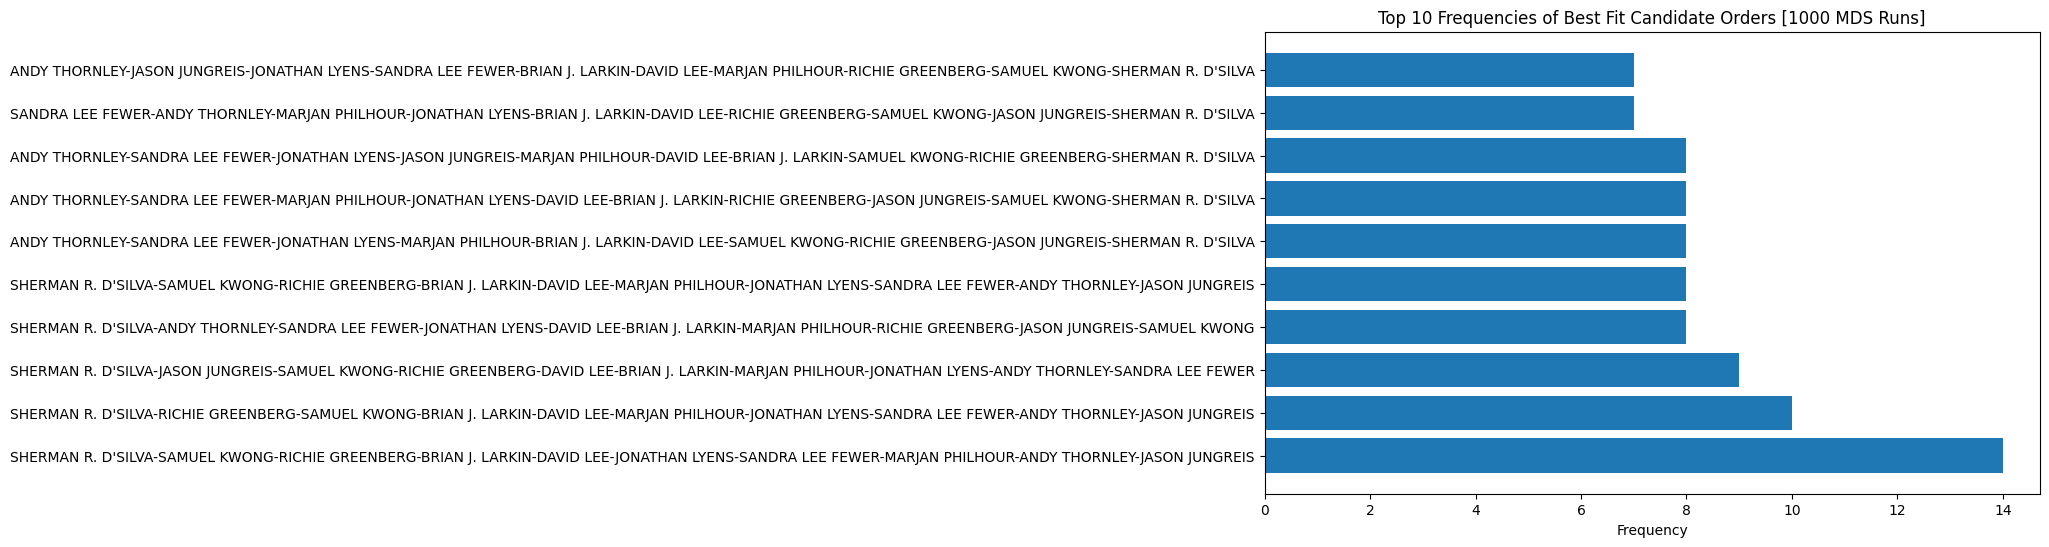 Top 10 Frequencies of Best Fit Candidate Orders [1000 MDS Runs]
ANDY THORNLEY-JASON JUNGREIS-JONATHAN LYENS-SANDRA LEE FEWER-BRIAN J. LARKIN-DAVID LEE-MARJAN PHILHOUR-RICHIE GREENBERG-SAMUEL KWONG-SHERMAN R. D'SILVA
SANDRA LEE FEWER-ANDY THORNLEY-MARJAN PHILHOUR-JONATHAN LYENS-BRIAN J. LARKIN-DAVID LEE-RICHIE GREENBERG-SAMUEL KWONG-JASON JUNGREIS-SHERMAN R. D'SILVA
ANDY THORNLEY-SANDRA LEE FEWER-JONATHAN LYENS-JASON JUNGREIS-MARJAN PHILHOUR-DAVID LEE-BRIAN J. LARKIN-SAMUEL KWONG-RICHIE GREENBERG-SHERMAN R. D'SILVA
ANDY THORNLEY-SANDRA LEE FEWER-MARJAN PHILHOUR-JONATHAN LYENS-DAVID LEE-BRIAN J. LARKIN-RICHIE GREENBERG-JASON JUNGREIS-SAMUEL KWONG-SHERMAN R. D'SILVA
ANDY THORNLEY-SANDRA LEE FEWER-JONATHAN LYENS-MARJAN PHILHOUR-BRIAN J. LARKIN-DAVID LEE-SAMUEL KWONG-RICHIE GREENBERG-JASON JUNGREIS-SHERMAN R. D'SILVA
SHERMAN R. D'SILVA-SAMUEL KWONG-RICHIE GREENBERG-BRIAN J. LARKIN-DAVID LEE-MARJAN PHILHOUR-JONATHAN LYENS-SANDRA LEE FEWER-ANDY THORNLEY-JASON JUNGREIS
SHERMAN R. D'SILVA-ANDY THORNLEY-SANDRA LEE FEWER-JONATHAN LYENS-DAVID LEE-BRIAN J. LARKIN-MARJAN PHILHOUR-RICHIE GREENBERG-JASON JUNGREIS-SAMUEL KWONG
SHERMAN R. D'SILVA-JASON JUNGREIS-SAMUEL KWONG-RICHIE GREENBERG-DAVID LEE-BRIAN J. LARKIN-MARJAN PHILHOUR-JONATHAN LYENS-ANDY THORNLEY-SANDRA LEE FEWER
SHERMAN R. D'SILVA-RICHIE GREENBERG-SAMUEL KWONG-BRIAN J. LARKIN-DAVID LEE-MARJAN PHILHOUR-JONATHAN LYENS-SANDRA LEE FEWER-ANDY THORNLEY-JASON JUNGREIS
SHERMAN R. D'SILVA-SAMUEL KWONG-RICHIE GREENBERG-BRIAN J. LARKIN-DAVID LEE-JONATHAN LYENS-SANDRA LEE FEWER-MARJAN PHILHOUR-ANDY THORNLEY-JASON JUNGREIS
0 2 4 6 8 10 12 14
Frequency